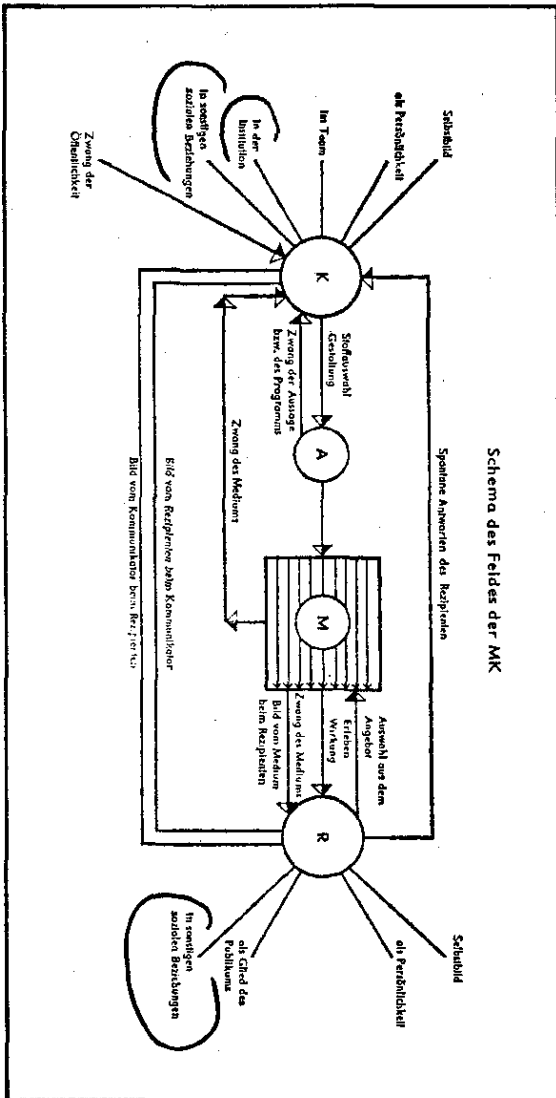 Schema des Feldes der MK
Spontane Antworten des Rezipienten
Selbstbild
als Persönlichkeit
im Team
in der
Institution
in sonstigen
sozialen Beziehungen
Zwang der
Öffentlichkeit
K
Stoffauswahl
Gestaltung
Zwang der Aussage
bzw. des Programms
A
M
Zwang des Mediums
Auswahl aus dem
Angebot
Erleben
Wirkung
Zwang des Mediums
Bild vom Medium
beim Rezipienten
R
Selbstbild
als Persönlichkeit
als Glied des
Publikums
in sonstigen
sozialen Beziehungen
Bild vom Rezipienten beim Kommunikator
Bild vom Kommunikator beim Rezipienten